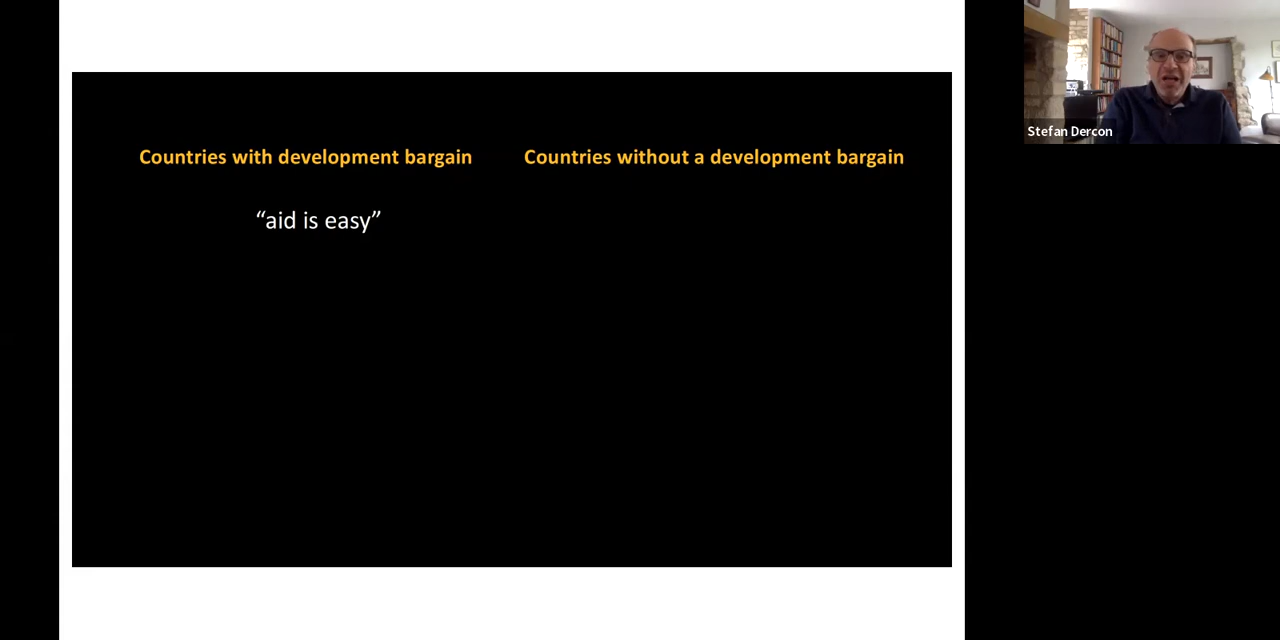 Countries with development bargain
Countries without a development bargain
“aid is easy”
Stefan Dercon